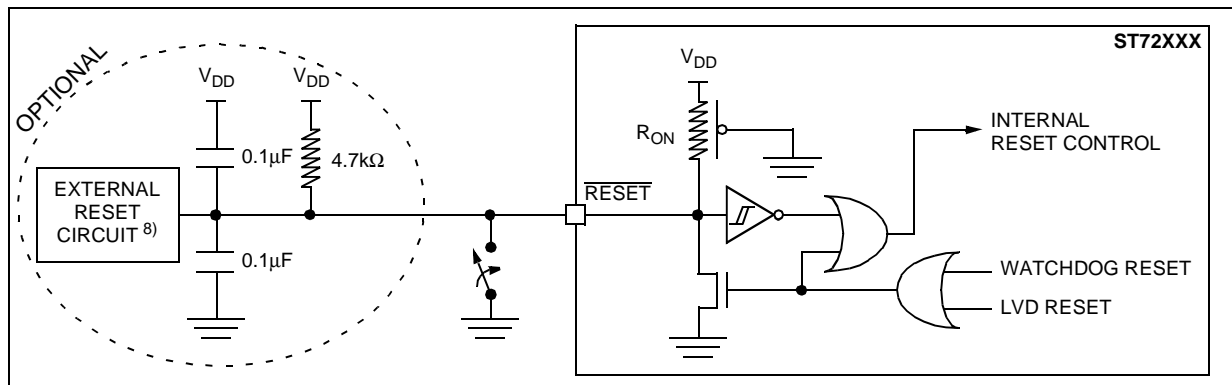 ST72XXX
OPTIONAL
V_DD
V_DD
V_DD
0.1µF
4.7kΩ
R_ON
INTERNAL
RESET CONTROL
EXTERNAL
RESET
CIRCUIT 8)
RESET
0.1µF
WATCHDOG RESET
LVD RESET